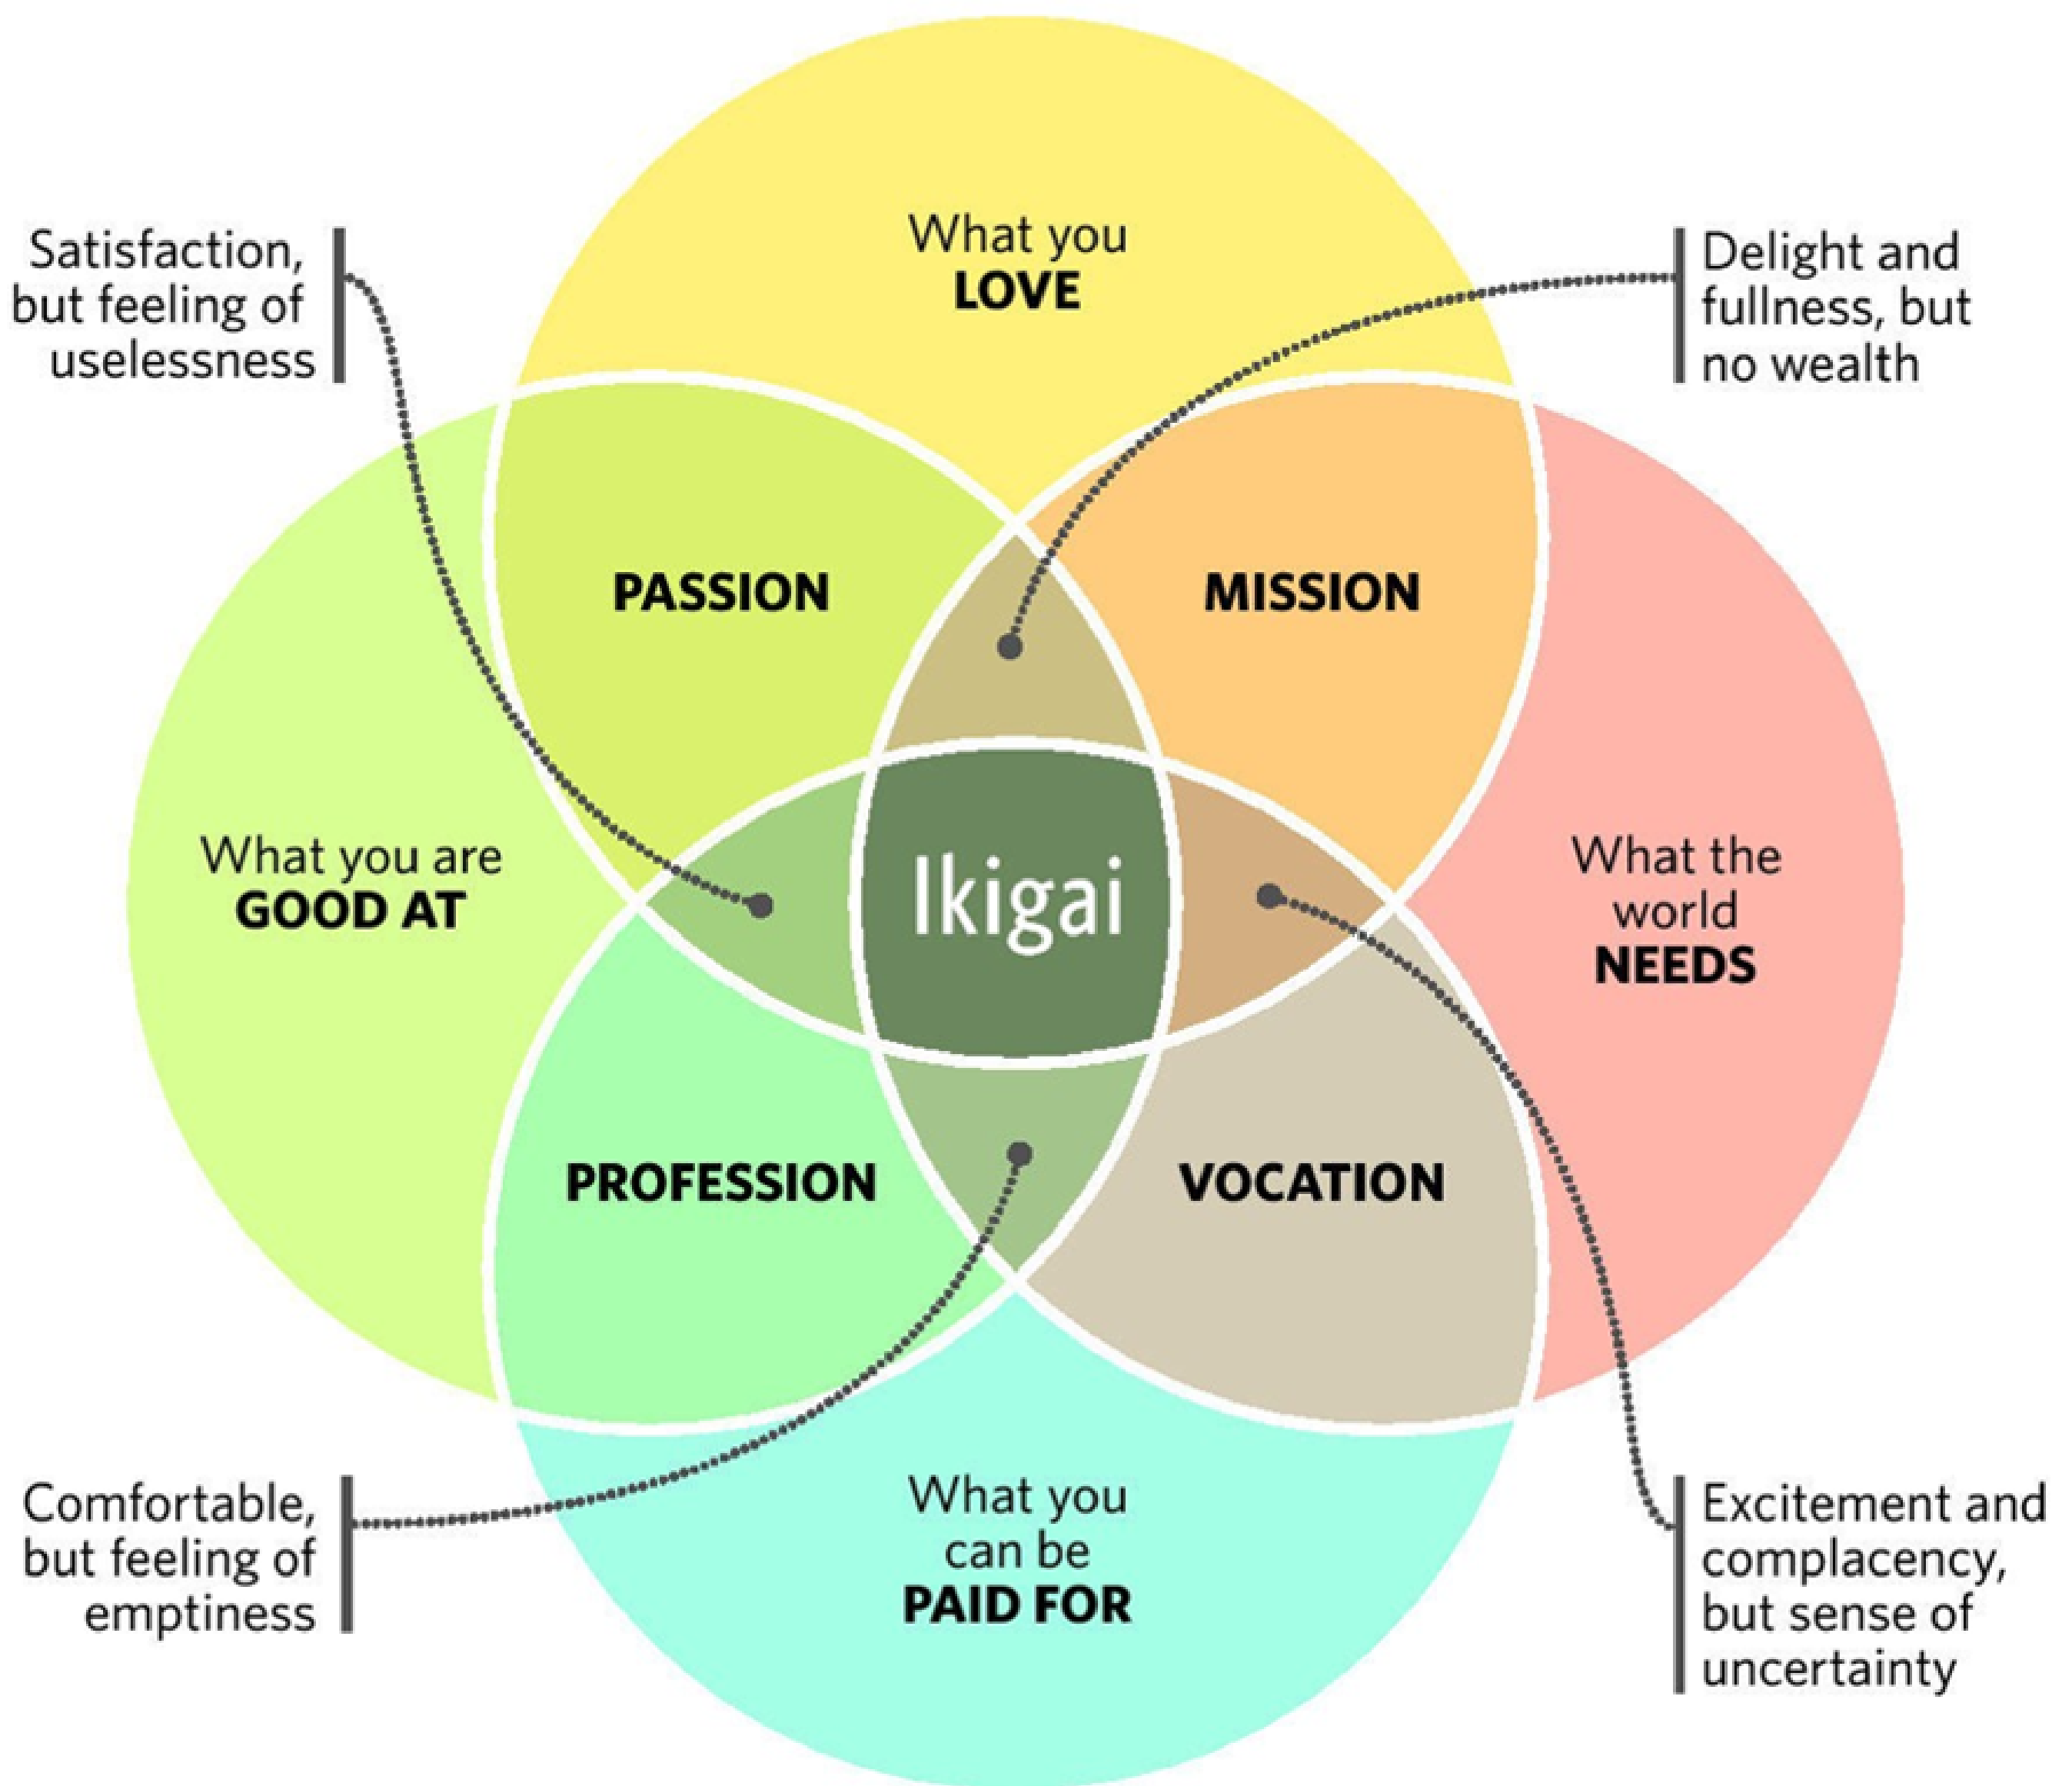 What you
LOVE
Satisfaction,
but feeling of
uselessness
Delight and
fullness, but
no wealth
PASSION
MISSION
What you are
GOOD AT
Ikigai
What the
world
NEEDS
PROFESSION
VOCATION
Comfortable,
but feeling of
emptiness
What you
can be
PAID FOR
Excitement and
complacency,
but sense of
uncertainty